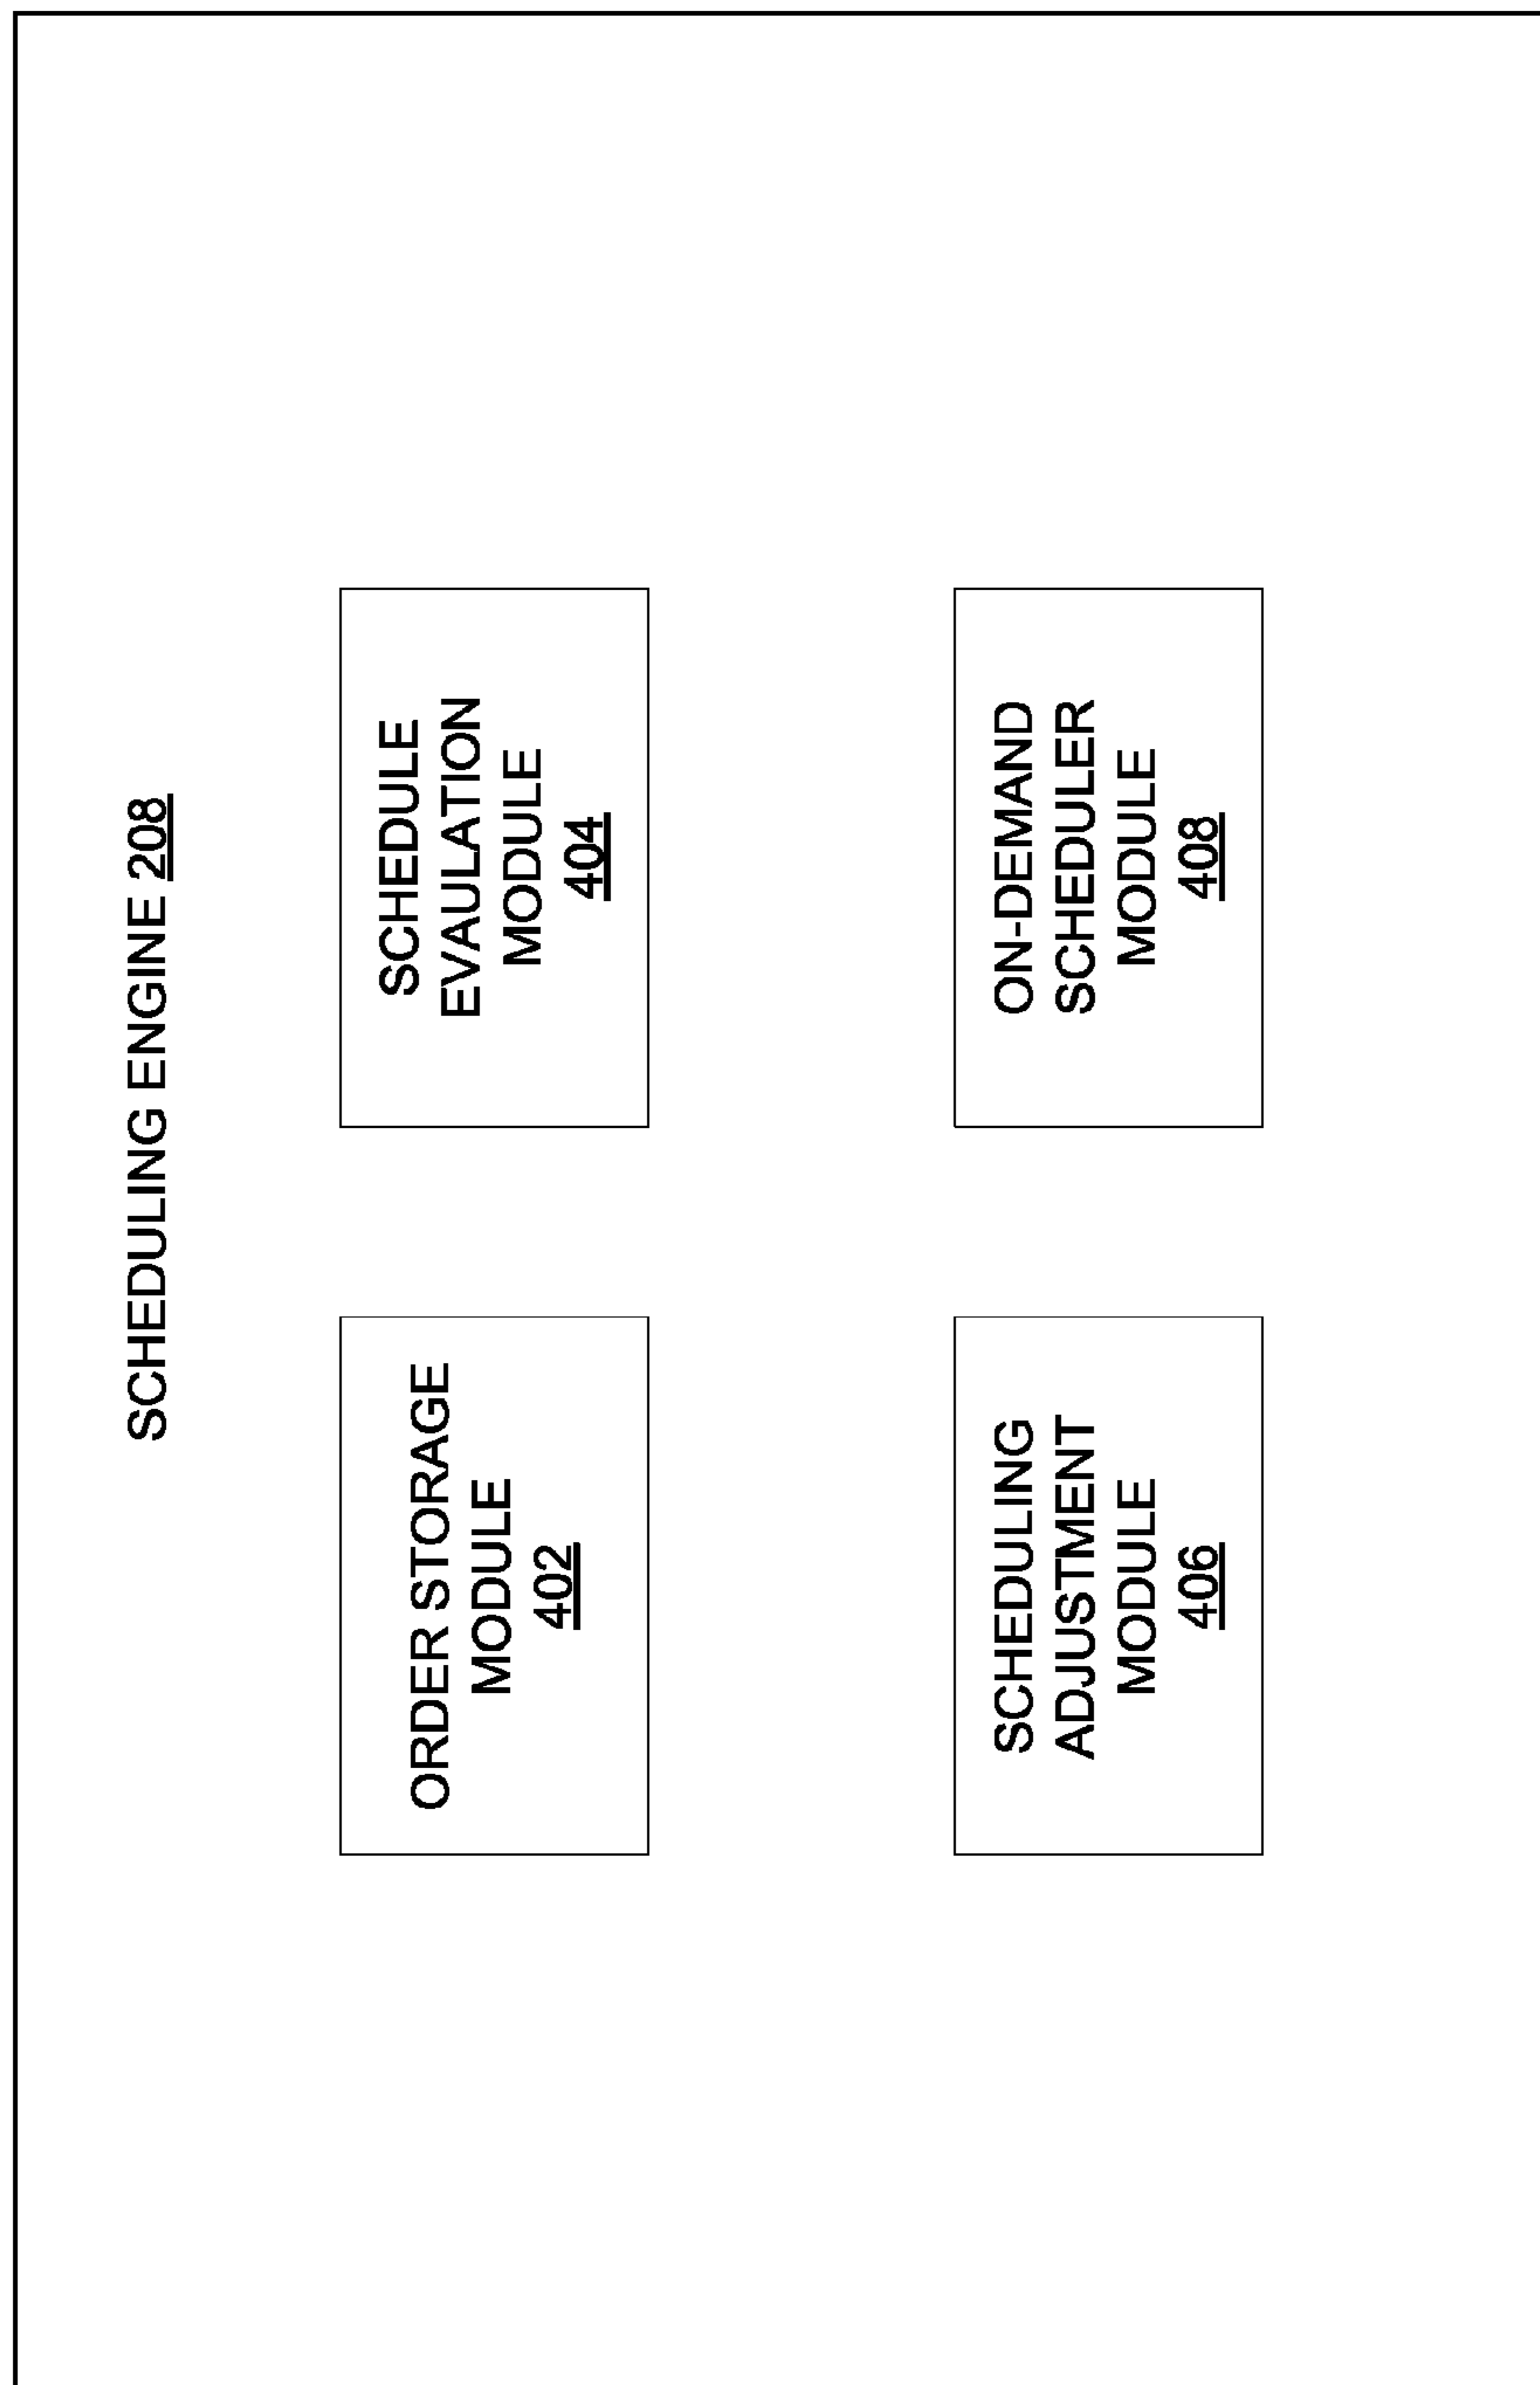 SCHEDULING ENGINE 208
ORDER STORAGE
MODULE
402
SCHEDULE
EVAULATION
MODULE
404
SCHEDULING
ADJUSTMENT
MODULE
406
ON-DEMAND
SCHEDULER
MODULE
408